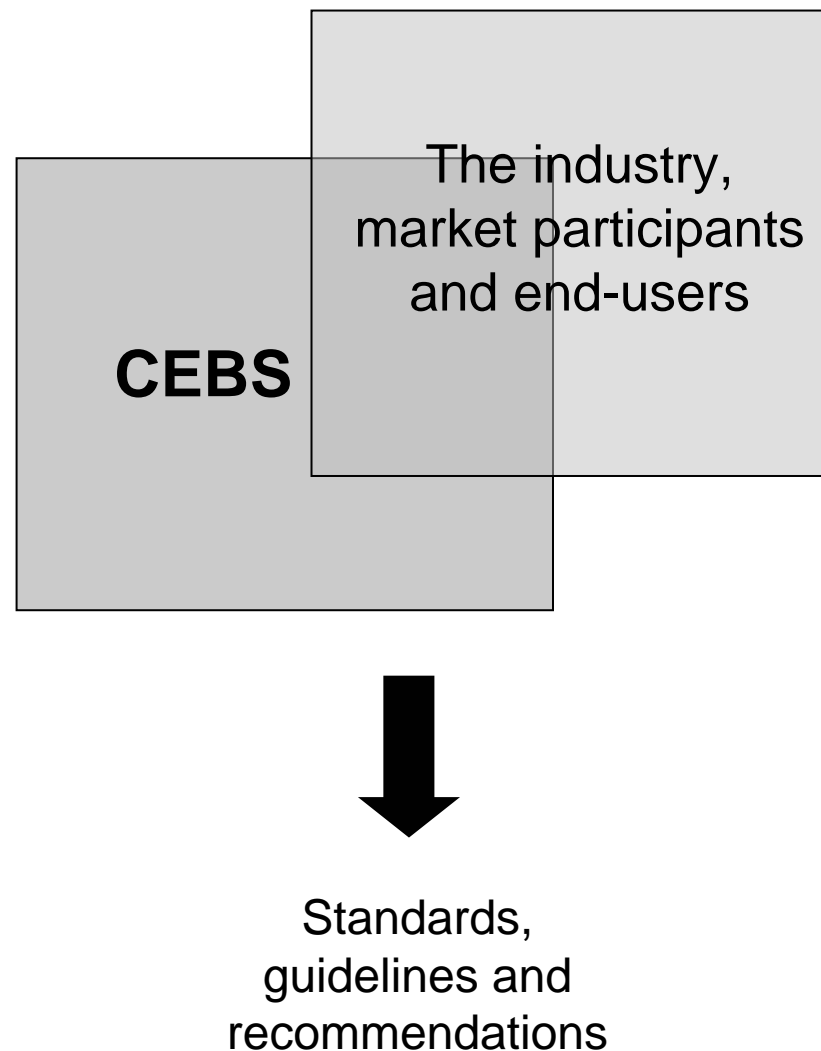 The industry,
market participants
and end-users
CEBS
Standards,
guidelines and
recommendations